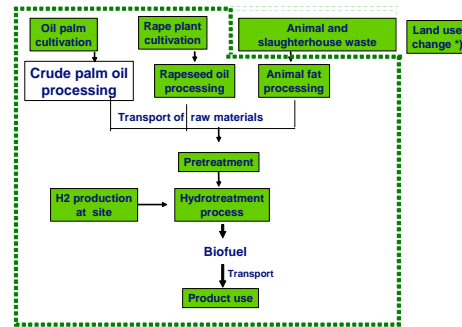 Oil palm
cultivation
Rape plant
cultivation
Animal and
slaughterhouse waste
Land use
change *)
Crude palm oil
processing
Rapeseed oil
processing
Animal fat
processing
Transport of raw materials
Pretreatment
H2 production
at site
Hydrotreatment
process
Biofuel
Transport
Product use